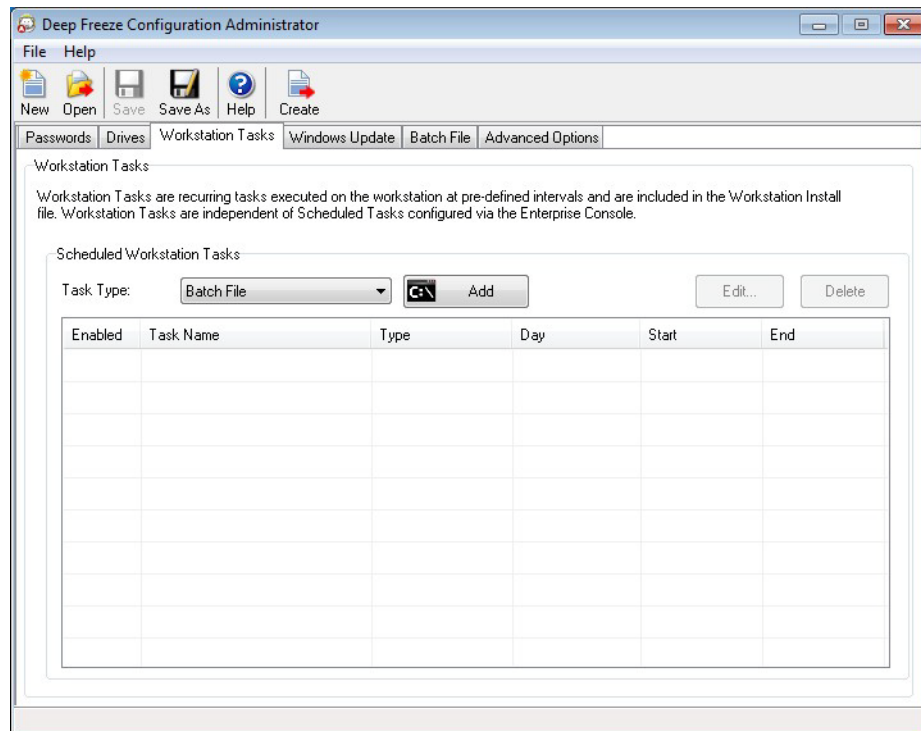 Deep Freeze Configuration Administrator
File Help
New Open Save Save As Help Create
Passwords Drives Workstation Tasks Windows Update Batch File Advanced Options
Workstation Tasks
Workstation Tasks are recurring tasks executed on the workstation at pre-defined intervals and are included in the Workstation Install
file. Workstation Tasks are independent of Scheduled Tasks configured via the Enterprise Console.
Scheduled Workstation Tasks
Task Type: Batch File C:\ Add Edit... Delete
Enabled Task Name Type Day Start End